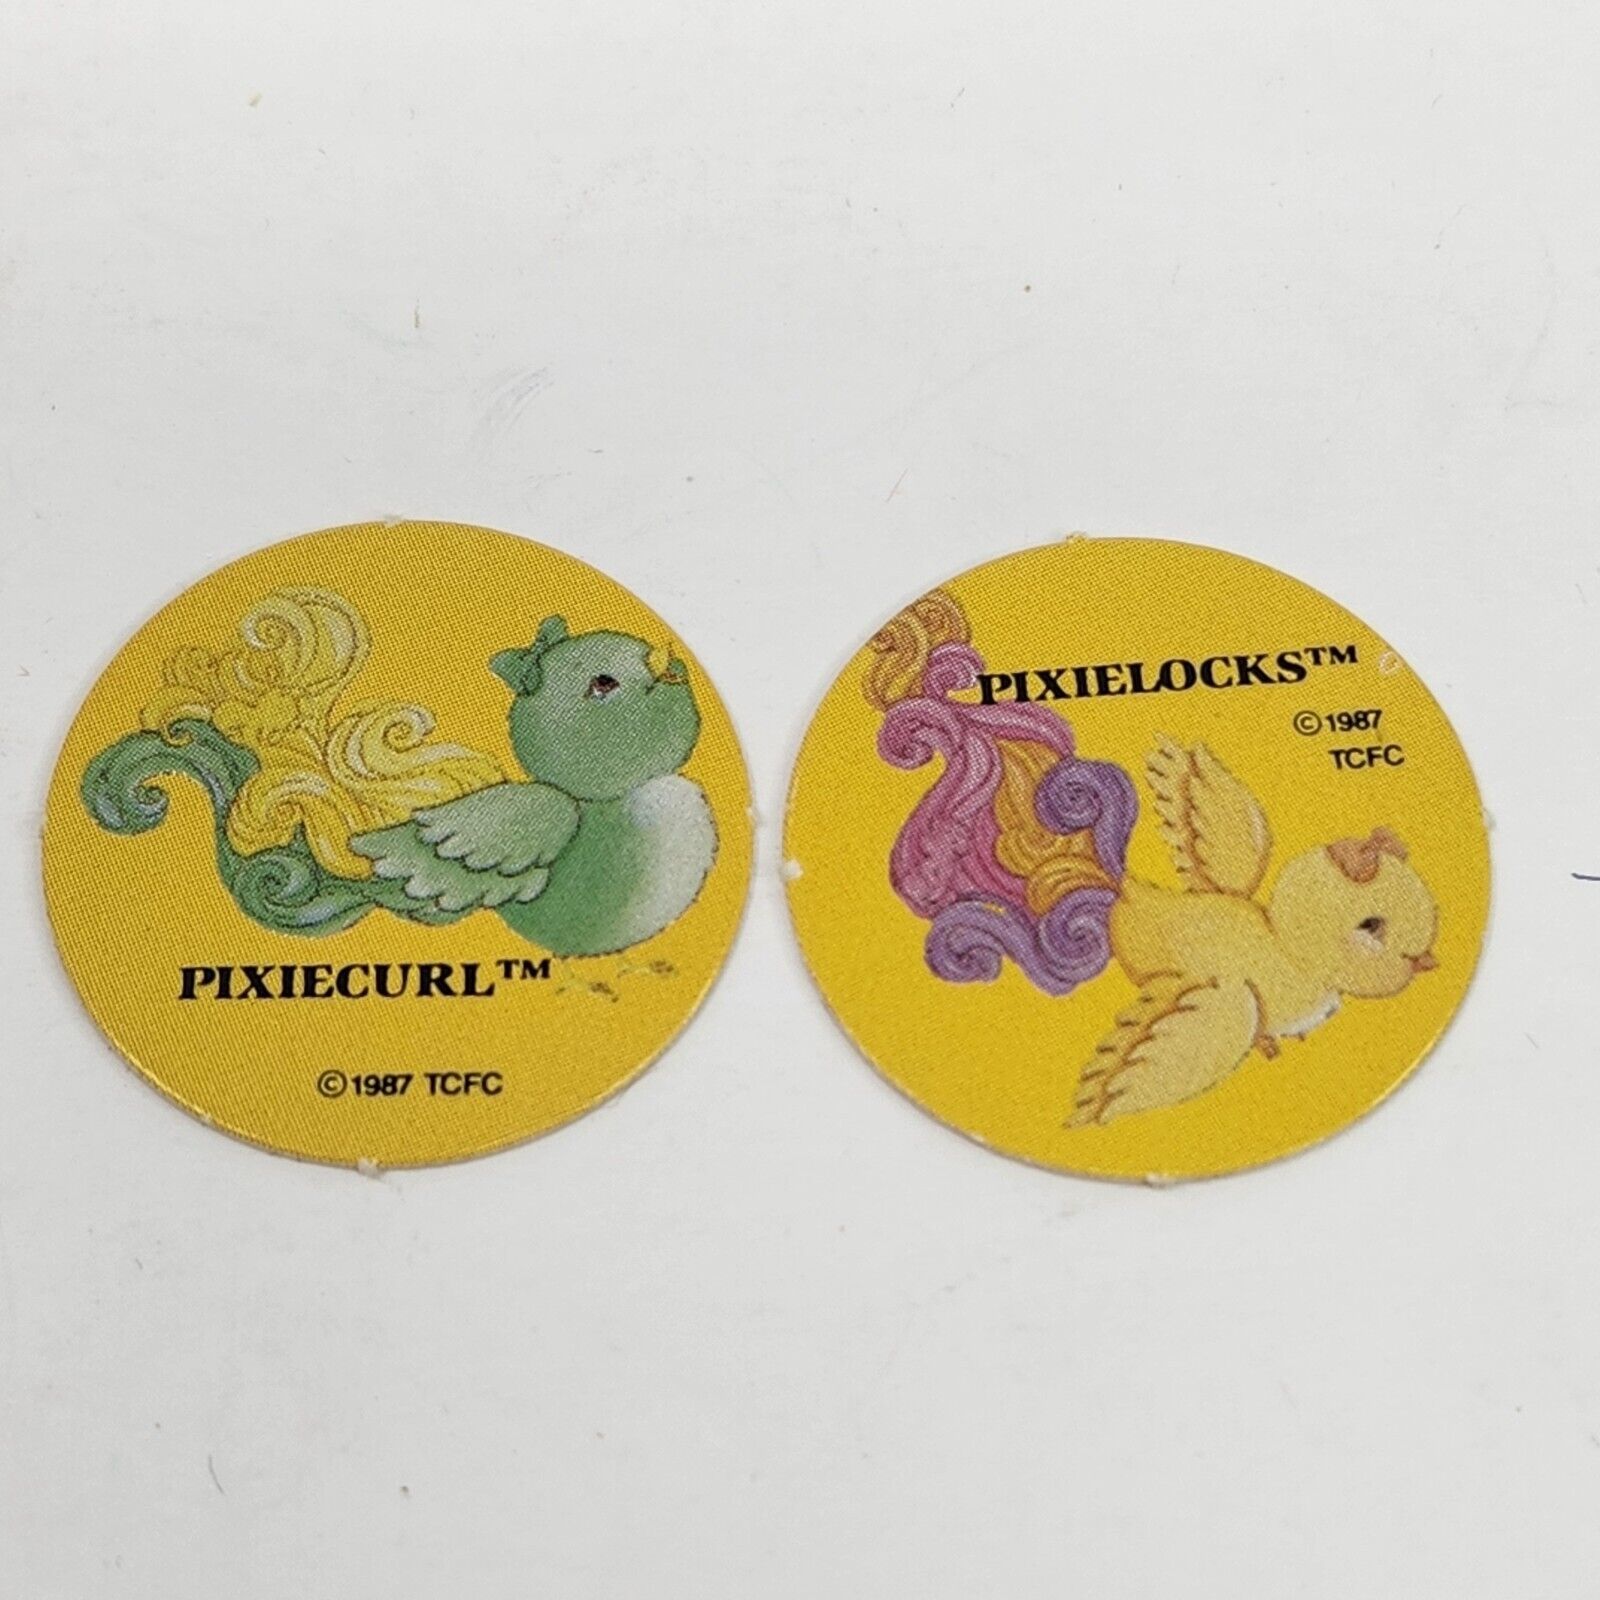 PIXIECURL™
©1987 TCFC
PIXIELOCKS™
©1987
TCFC